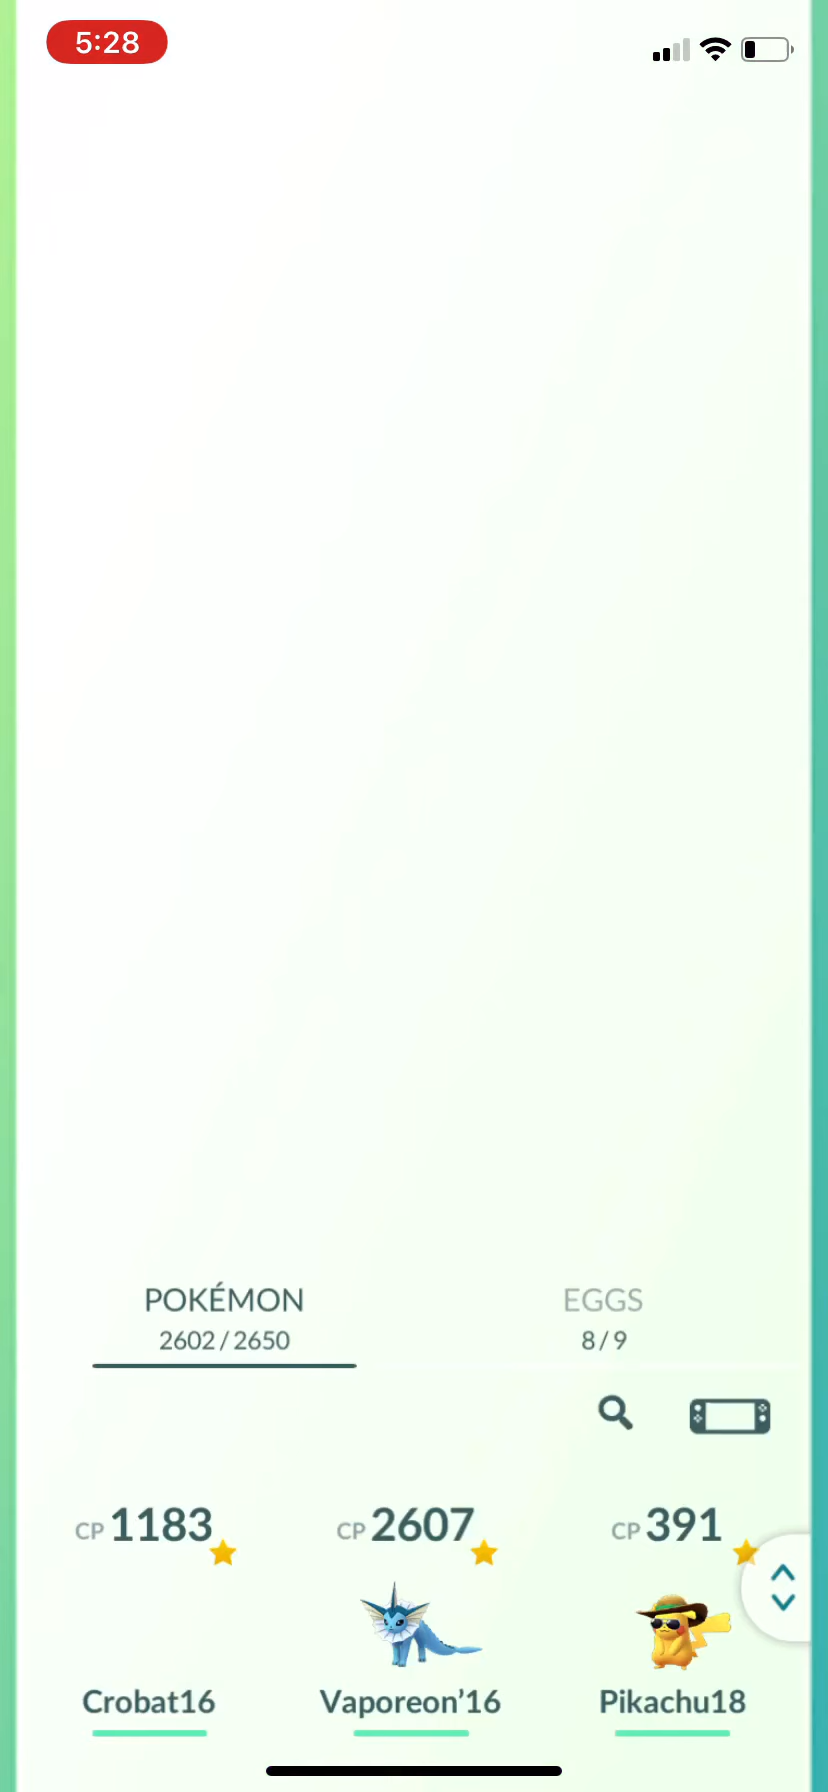 5:28
POKÉMON EGGS
2602 / 2650 8 / 9
CP 1183 CP 2607 CP 391
Crobat16 Vaporeon’16 Pikachu18